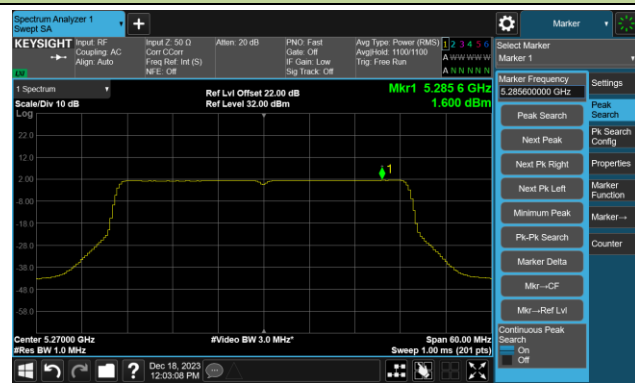 Spectrum Analyzer 1
Swept SA
Marker
KEYSIGHT
Input: RF
Coupling: AC
Align: Auto
Input Z: 50 Ω
Corr CCorr
Freq Ref: Int (S)
NFE: Off
Atten: 20 dB
PNO: Fast
Gate: Off
IF Gain: Low
Sig Track: Off
Avg Type: Power (RMS)
Avg|Hold: 1100/1100
Trig: Free Run
1 2 3 4 5 6
A W W W W W
A N N N N N
LW
Select Marker
Marker 1
1 Spectrum
Scale/Div 10 dB
Log
Ref Lvl Offset 22.00 dB
Ref Level 32.00 dBm
Mkr1 5.285 6 GHz
1.600 dBm
22.0
12.0
2.00
-8.00
-18.0
-28.0
-38.0
-48.0
-58.0
1
Center 5.27000 GHz
#Res BW 1.0 MHz
#Video BW 3.0 MHz*
Span 60.00 MHz
Sweep 1.00 ms (201 pts)
Marker Frequency
5.285600000 GHz
Peak Search
Next Peak
Next Pk Right
Next Pk Left
Minimum Peak
Pk-Pk Search
Marker Delta
Mkr→CF
Mkr→Ref Lvl
Continuous Peak
Search
On
Off
Settings
Peak
Search
Pk Search
Config
Properties
Marker
Function
Marker→
Counter
Dec 18, 2023
12:03:08 PM